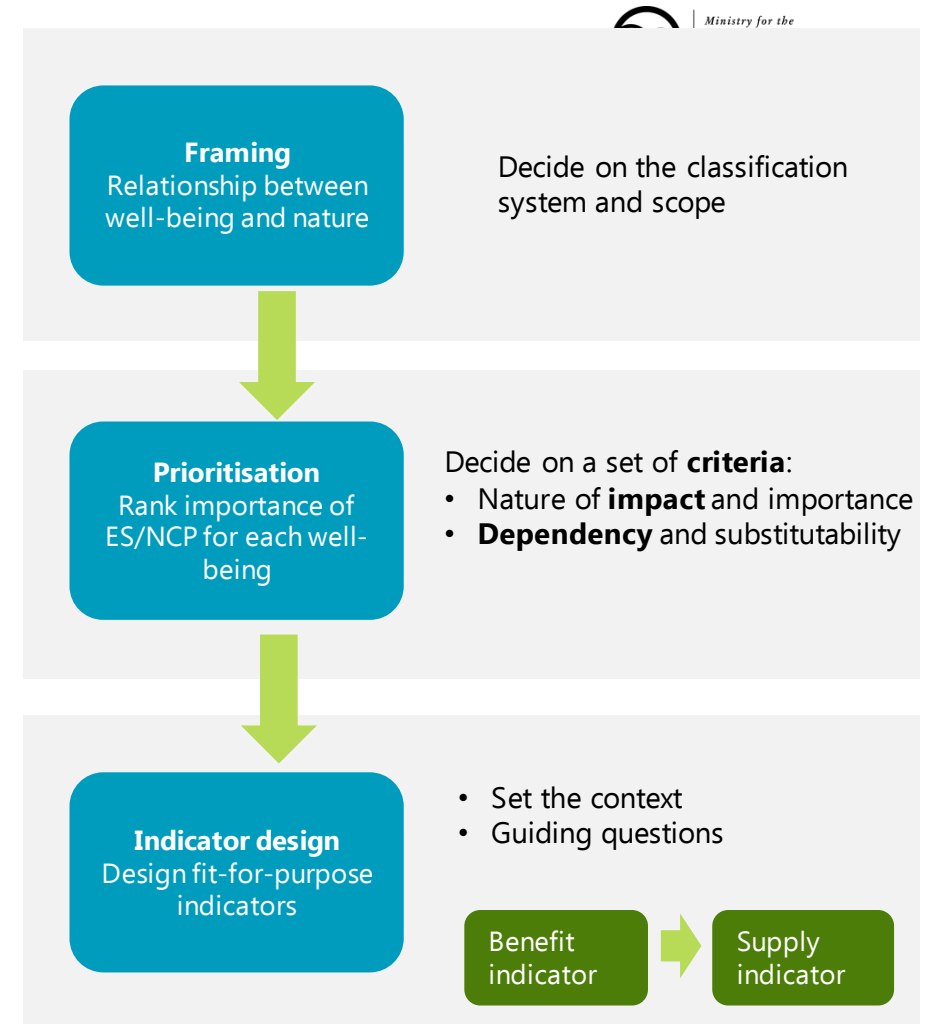 Ministry for the
Framing
Relationship between
well-being and nature
Decide on the classification
system and scope
Prioritisation
Rank importance of
ES/NCP for each well-
being
Decide on a set of criteria:
• Nature of impact and importance
• Dependency and substitutability
Indicator design
Design fit-for-purpose
indicators
• Set the context
• Guiding questions
Benefit
indicator
Supply
indicator